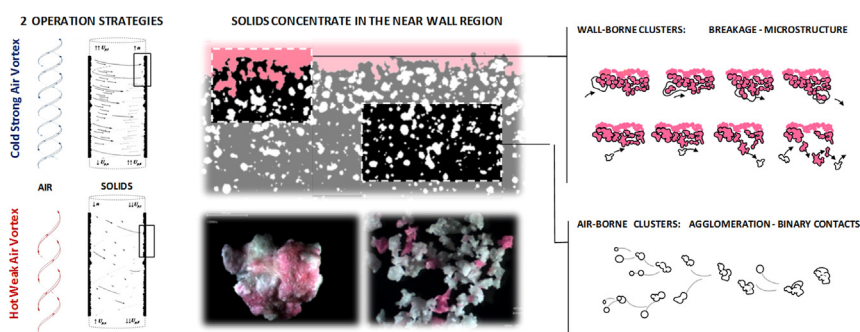 2 OPERATION STRATEGIES
SOLIDS CONCENTRATE IN THE NEAR WALL REGION
WALL-BORNE CLUSTERS: BREAKAGE - MICROSTRUCTURE
Cold Strong Air Vortex
AIR
SOLIDS
Hot Weak Air Vortex
AIR-BORNE CLUSTERS: AGGLOMERATION - BINARY CONTACTS